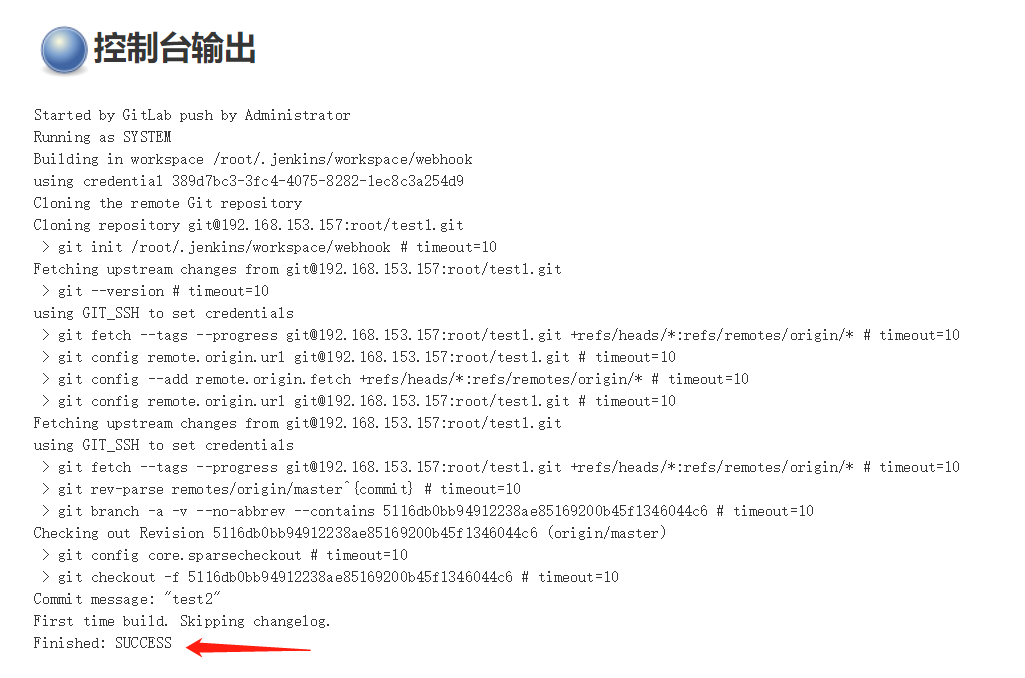 控制台输出
Started by GitLab push by Administrator
Running as SYSTEM
Building in workspace /root/.jenkins/workspace/webhook
using credential 389d7bc3-3fc4-4075-8282-1ec8c3a254d9
Cloning the remote Git repository
Cloning repository git@192.168.153.157:root/test1.git
> git init /root/.jenkins/workspace/webhook # timeout=10
Fetching upstream changes from git@192.168.153.157:root/test1.git
> git --version # timeout=10
using GIT_SSH to set credentials
> git fetch --tags --progress git@192.168.153.157:root/test1.git +refs/heads/*:refs/remotes/origin/* # timeout=10
> git config remote.origin.url git@192.168.153.157:root/test1.git # timeout=10
> git config --add remote.origin.fetch +refs/heads/*:refs/remotes/origin/* # timeout=10
> git config remote.origin.url git@192.168.153.157:root/test1.git # timeout=10
Fetching upstream changes from git@192.168.153.157:root/test1.git
using GIT_SSH to set credentials
> git fetch --tags --progress git@192.168.153.157:root/test1.git +refs/heads/*:refs/remotes/origin/* # timeout=10
> git rev-parse remotes/origin/master^{commit} # timeout=10
> git branch -a -v --no-abbrev --contains 5116db0bb94912238ae85169200b45f1346044c6 # timeout=10
Checking out Revision 5116db0bb94912238ae85169200b45f1346044c6 (origin/master)
> git config core.sparsecheckout # timeout=10
> git checkout -f 5116db0bb94912238ae85169200b45f1346044c6 # timeout=10
Commit message: "test2"
First time build. Skipping changelog.
Finished: SUCCESS